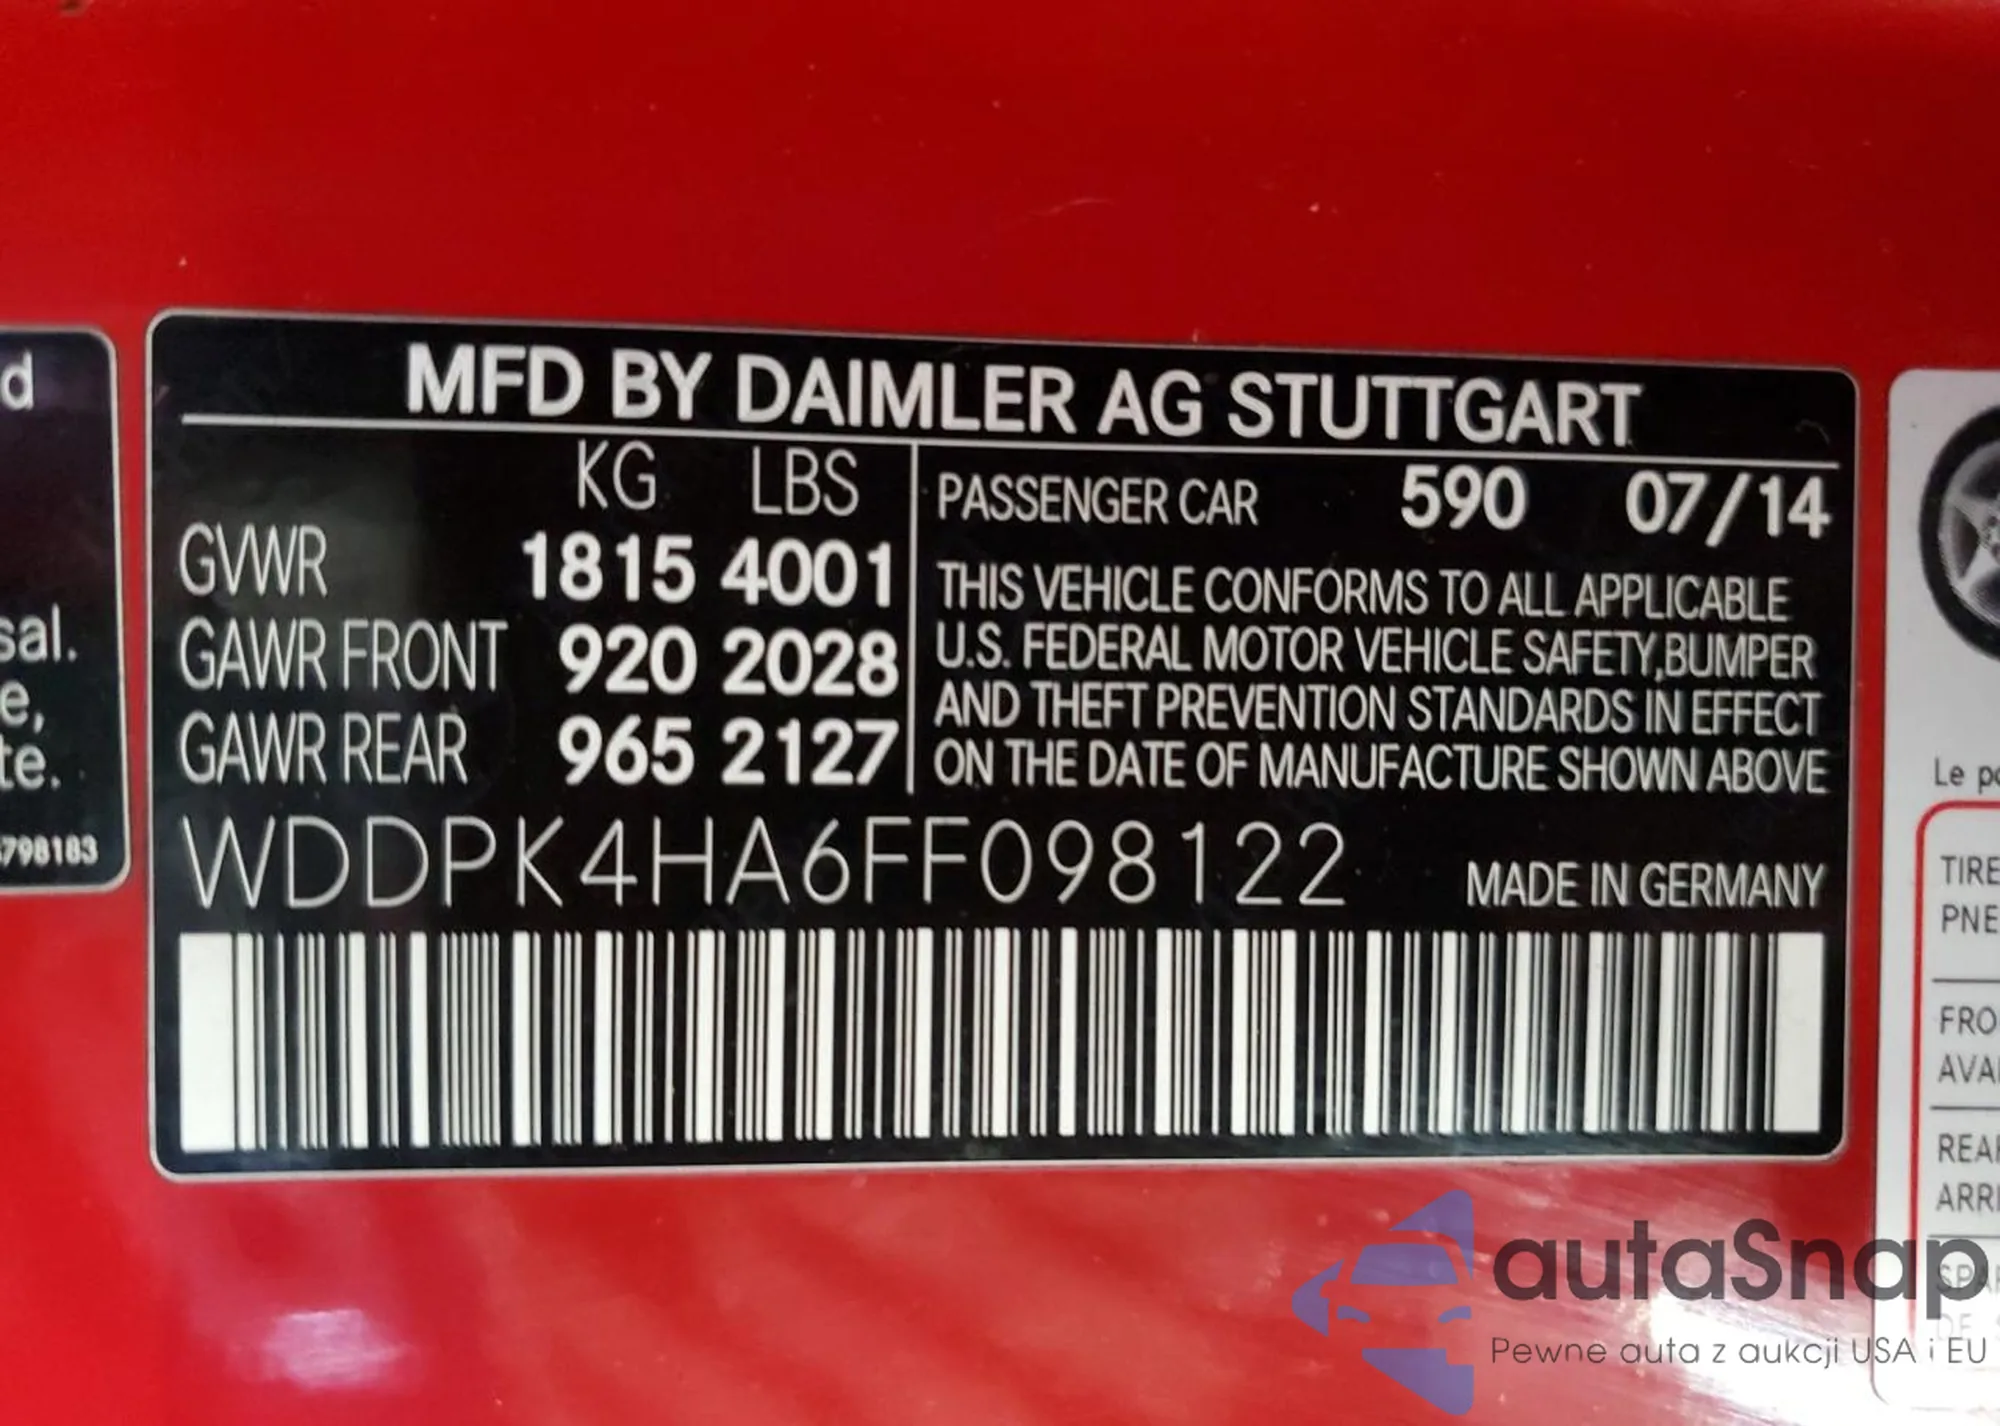 MFD BY DAIMLER AG STUTTGART
KG LBS
GVWR 1815 4001
GAWR FRONT 920 2028
GAWR REAR 965 2127
PASSENGER CAR 590 07/14
THIS VEHICLE CONFORMS TO ALL APPLICABLE
U.S. FEDERAL MOTOR VEHICLE SAFETY,BUMPER
AND THEFT PREVENTION STANDARDS IN EFFECT
ON THE DATE OF MANUFACTURE SHOWN ABOVE
WDDPK4HA6FF098122
MADE IN GERMANY
d
sal.
e,
te.
798183
Le po
TIRE
PNE
FRO
AVA
REAR
ARRI
SPA
DE
autaSnap
Pewne auta z aukcji USA i EU